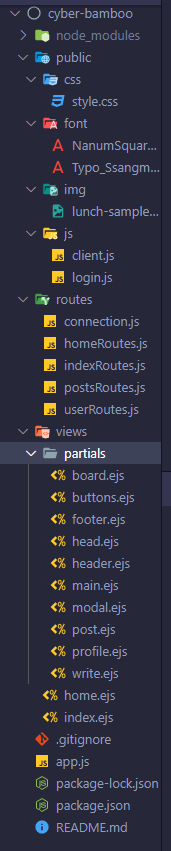 cyber-bamboo
node_modules
public
css
style.css
font
NanumSquar...
Typo_Ssangm...
img
lunch-sample...
js
client.js
login.js
routes
connection.js
homeRoutes.js
indexRoutes.js
postsRoutes.js
userRoutes.js
views
partials
board.ejs
buttons.ejs
footer.ejs
head.ejs
header.ejs
main.ejs
modal.ejs
post.ejs
profile.ejs
write.ejs
home.ejs
index.ejs
.gitignore
app.js
package-lock.json
package.json
README.md